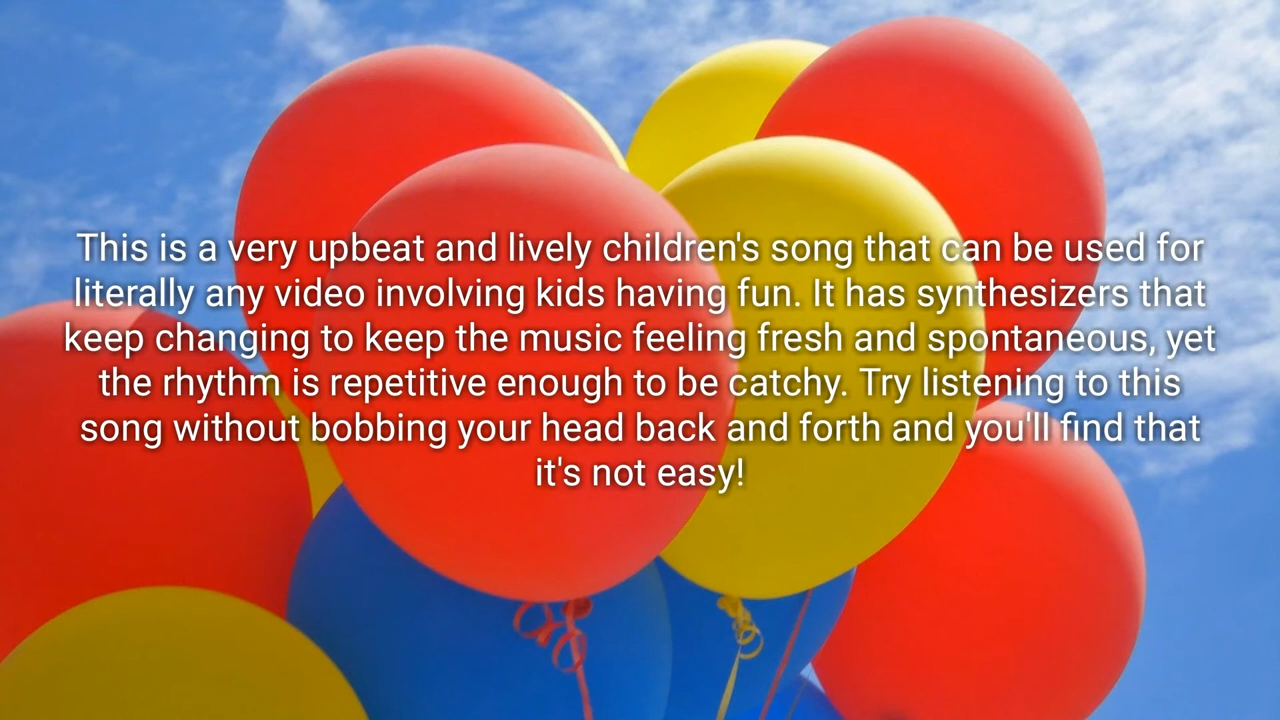 This is a very upbeat and lively children's song that can be used for
literally any video involving kids having fun. It has synthesizers that
keep changing to keep the music feeling fresh and spontaneous, yet
the rhythm is repetitive enough to be catchy. Try listening to this
song without bobbing your head back and forth and you'll find that
it's not easy!